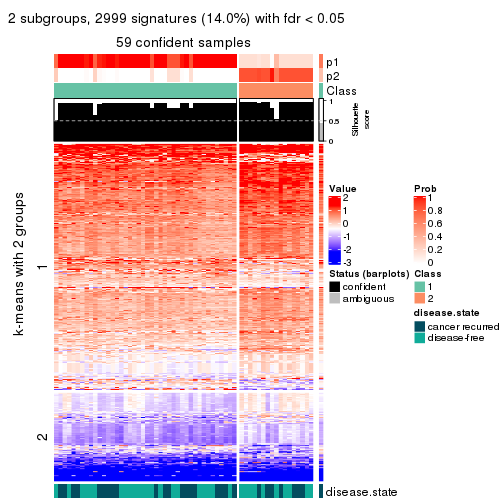 2 subgroups, 2999 signatures (14.0%) with fdr < 0.05
59 confident samples
p1
p2
Class
1
0.5
0
Silhouette
score
k-means with 2 groups
1
2
Value
2
1
0
-1
-2
-3
Prob
1
0.8
0.6
0.4
0.2
0
Status (barplots)
confident
ambiguous
Class
1
2
disease.state
cancer recurred
disease-free
disease.state